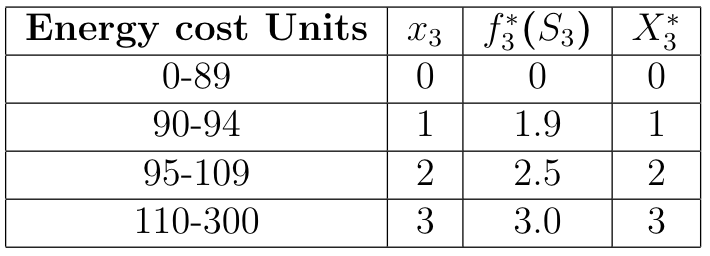 Energy cost Units x₃ f₃*(S₃) X₃*
0-89 0 0 0
90-94 1 1.9 1
95-109 2 2.5 2
110-300 3 3.0 3